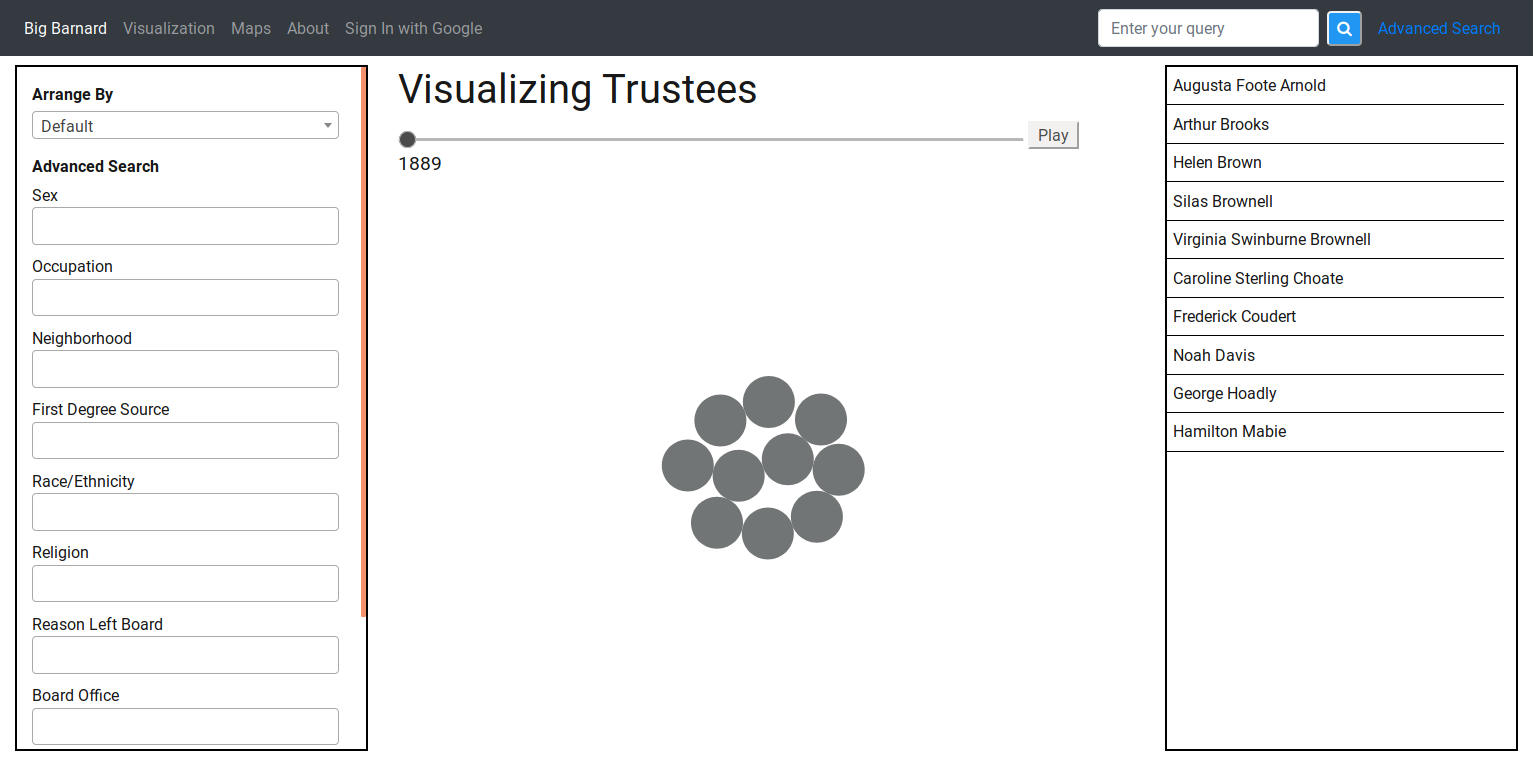 Big Barnard Visualization Maps About Sign In with Google Enter your query Advanced Search
Arrange By
Default
Advanced Search
Sex
Occupation
Neighborhood
First Degree Source
Race/Ethnicity
Religion
Reason Left Board
Board Office
Visualizing Trustees
Play
1889
Augusta Foote Arnold
Arthur Brooks
Helen Brown
Silas Brownell
Virginia Swinburne Brownell
Caroline Sterling Choate
Frederick Coudert
Noah Davis
George Hoadly
Hamilton Mabie